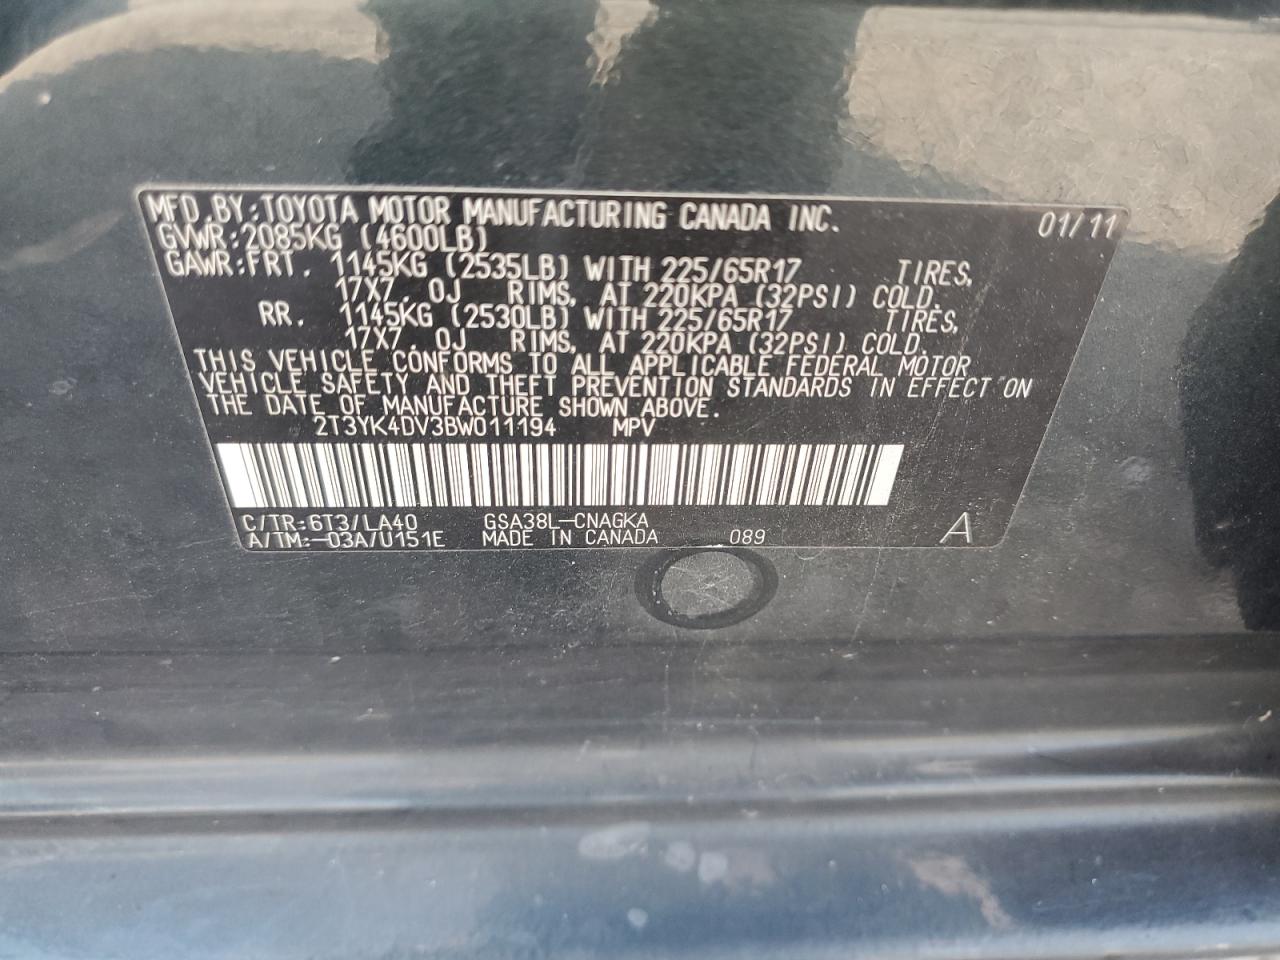 MFD.BY:TOYOTA MOTOR MANUFACTURING CANADA INC. 01/11
GVWR:2085KG (4600LB)
GAWR:FRT. 1145KG (2535LB) WITH 225/65R17 TIRES,
17X7.0J RIMS, AT 220KPA (32PSI) COLD.
RR. 1145KG (2530LB) WITH 225/65R17 TIRES,
17X7.0J RIMS, AT 220KPA (32PSI) COLD.
THIS VEHICLE CONFORMS TO ALL APPLICABLE FEDERAL MOTOR
VEHICLE SAFETY AND THEFT PREVENTION STANDARDS IN EFFECT ON
THE DATE OF MANUFACTURE SHOWN ABOVE.
2T3YK4DV3BW011194 MPV
C/TR:6T3/LA40 GSA38L-CNAGKA
A/TM:-03A/U151E MADE IN CANADA 089 A